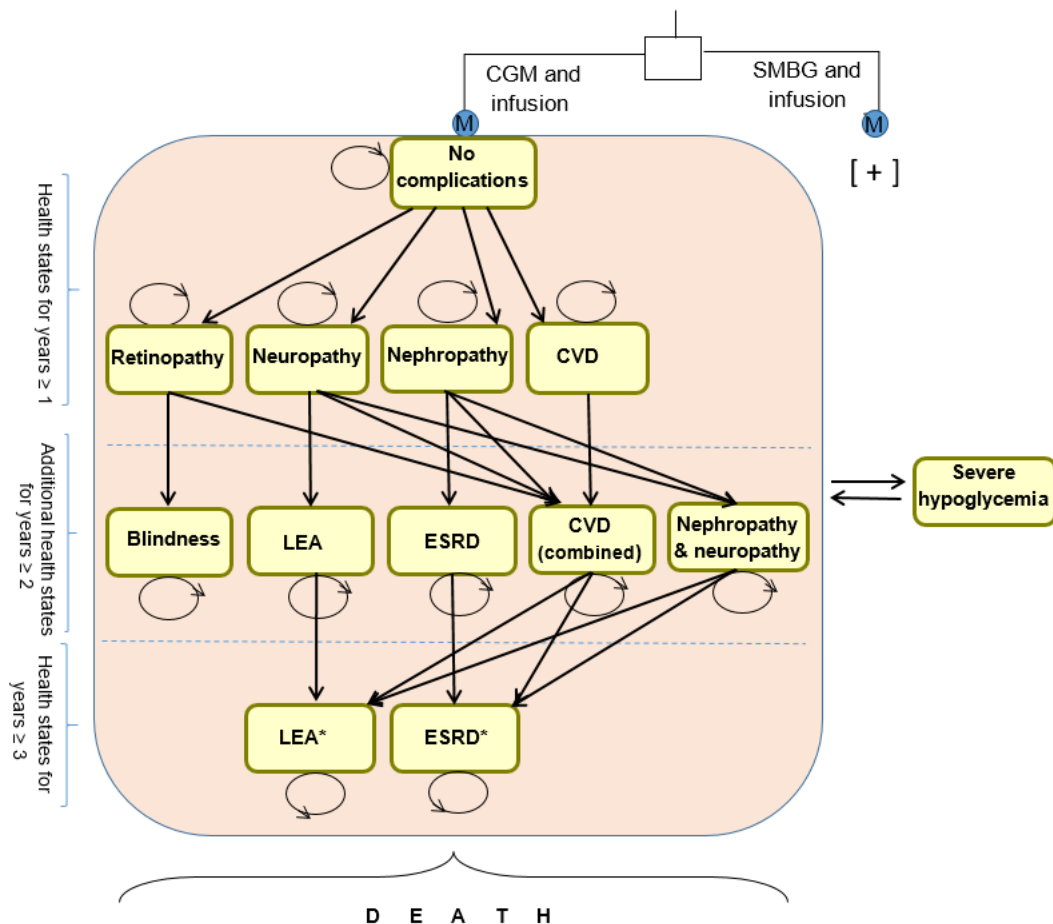 CGM and
infusion
SMBG and
infusion
M
M
[ + ]
No
complications
Health states for years ≥ 1
Retinopathy
Neuropathy
Nephropathy
CVD
Additional health states
for years ≥ 2
Blindness
LEA
ESRD
CVD
(combined)
Nephropathy
& neuropathy
Severe
hypoglycemia
Health states for
years ≥ 3
LEA*
ESRD*
D E A T H